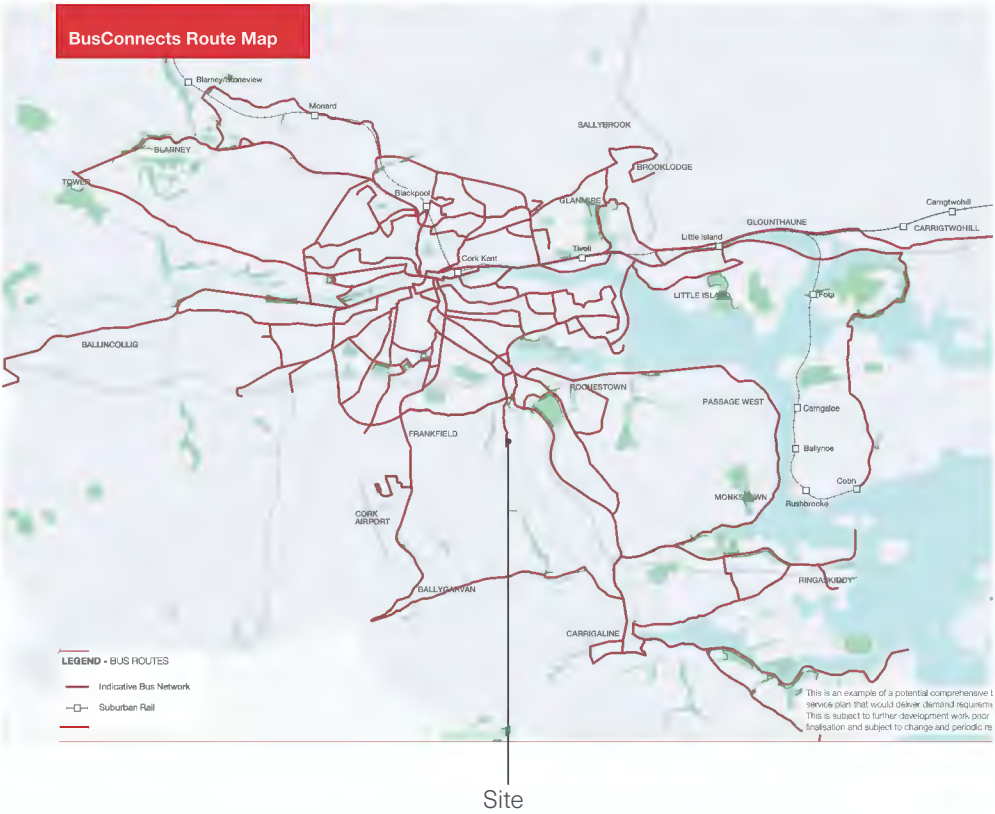 BusConnects Route Map
Blarney/Stoneview
Monard
SALLYBROOK
BLARNEY
BROOKLODGE
TOWER
Blackpool
GLANMIRE
Carrigtwohill
GLOUNTHAUNE
CARRIGTWOHILL
Little Island
Tivoli
Cork Kent
LITTLE ISLAND
Fota
BALLINCOLLIG
ROCHESTOWN
PASSAGE WEST
Carrigaloe
FRANKFIELD
Ballynoe
Cobh
MONKSTOWN
Rushbrooke
CORK
AIRPORT
RINGASKIDDY
BALLYGARVAN
CARRIGALINE
LEGEND - BUS ROUTES
Indicative Bus Network
Suburban Rail
This is an example of a potential comprehensive
service plan that would deliver demand
This is subject to further development work prior
finalisation and subject to change and periodic
Site